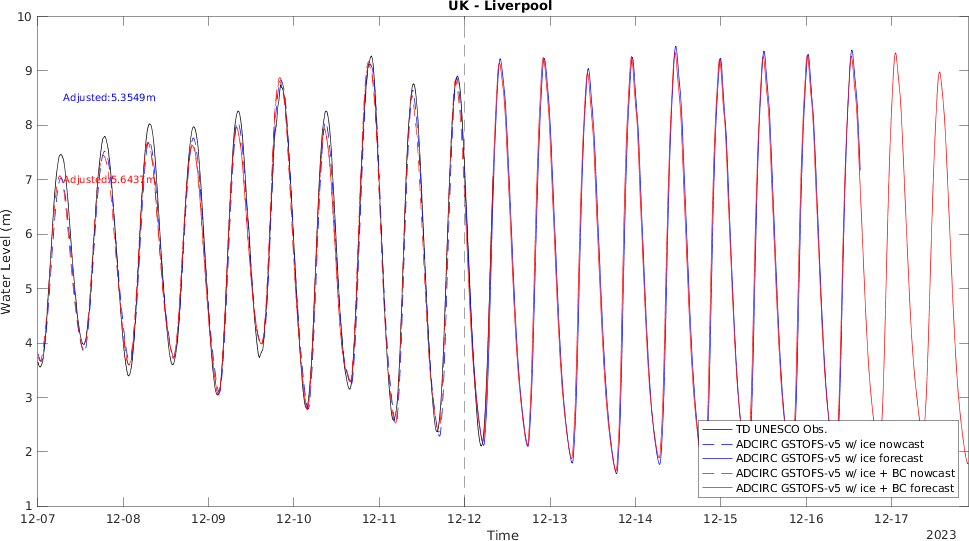 UK - Liverpool
10
9
8
7
6
5
4
3
2
1
Water Level (m)
Adjusted:5.3549m
Adjusted:5.6437m
TD UNESCO Obs.
ADCIRC GSTOFS-v5 w/ ice nowcast
ADCIRC GSTOFS-v5 w/ ice forecast
ADCIRC GSTOFS-v5 w/ ice + BC nowcast
ADCIRC GSTOFS-v5 w/ ice + BC forecast
12-07 12-08 12-09 12-10 12-11 12-12 12-13 12-14 12-15 12-16 12-17
Time
2023